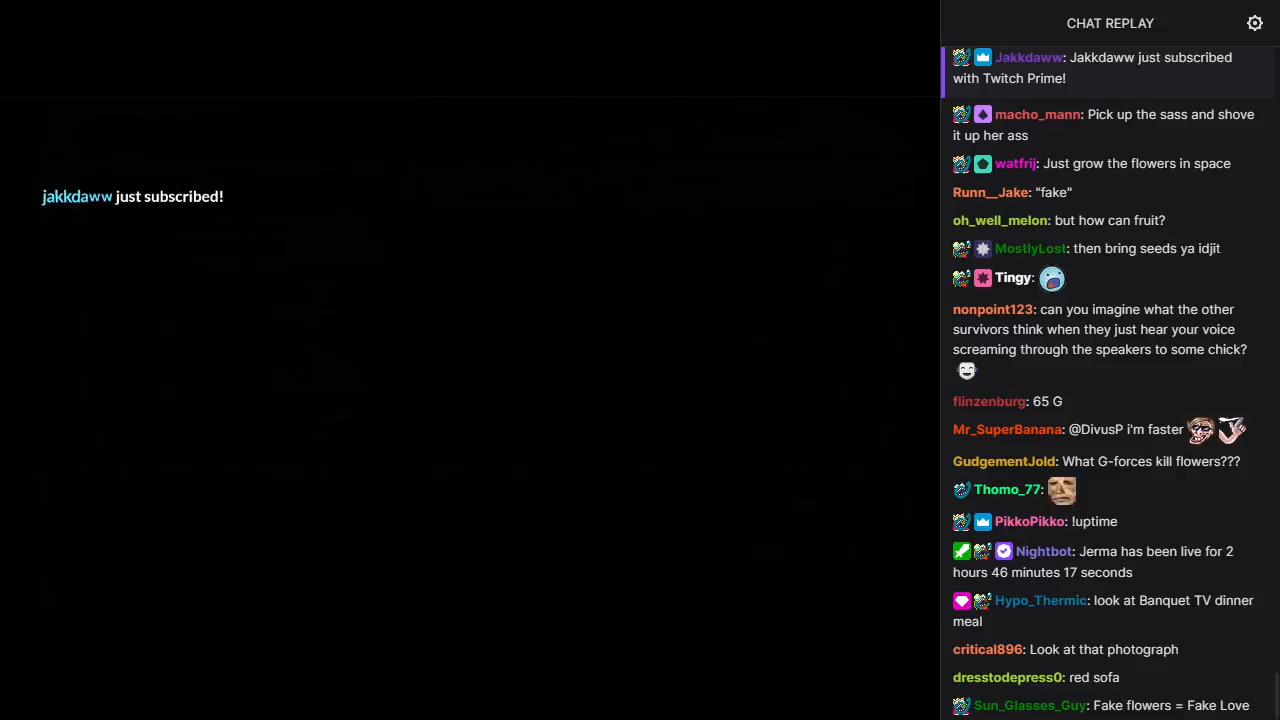 jakkdaww just subscribed!
CHAT REPLAY
Jakkdaww: Jakkdaww just subscribed
with Twitch Prime!
macho_mann: Pick up the sass and shove
it up her ass
watfrij: Just grow the flowers in space
Runn__Jake: "fake"
oh_well_melon: but how can fruit?
MostlyLost: then bring seeds ya idjit
Tingy:
nonpoint123: can you imagine what the other
survivors think when they just hear your voice
screaming through the speakers to some chick?
flinzenburg: 65 G
Mr_SuperBanana: @DivusP i'm faster
GudgementJold: What G-forces kill flowers???
Thomo_77:
PikkoPikko: !uptime
Nightbot: Jerma has been live for 2
hours 46 minutes 17 seconds
Hypo_Thermic: look at Banquet TV dinner
meal
critical896: Look at that photograph
dresstodepress0: red sofa
Sun_Glasses_Guy: Fake flowers = Fake Love